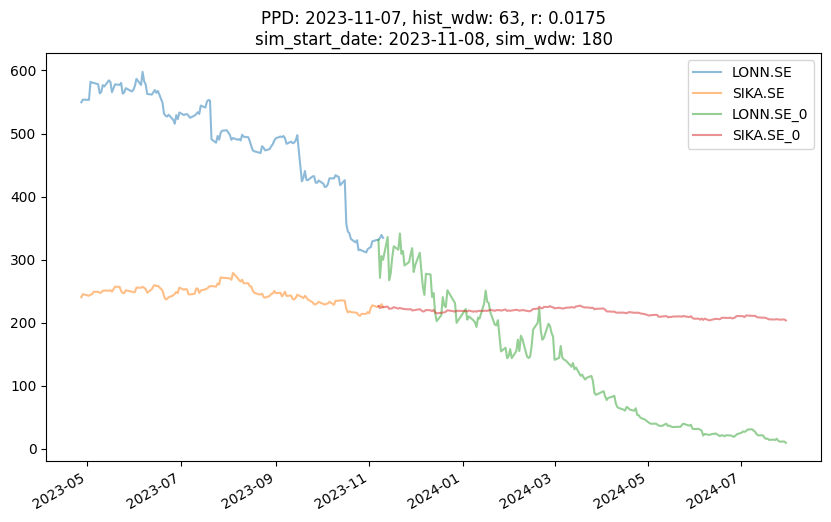 PPD: 2023-11-07, hist_wdw: 63, r: 0.0175
sim_start_date: 2023-11-08, sim_wdw: 180
LONN.SE
SIKA.SE
LONN.SE_0
SIKA.SE_0
600
500
400
300
200
100
0
2023-05
2023-07
2023-09
2023-11
2024-01
2024-03
2024-05
2024-07